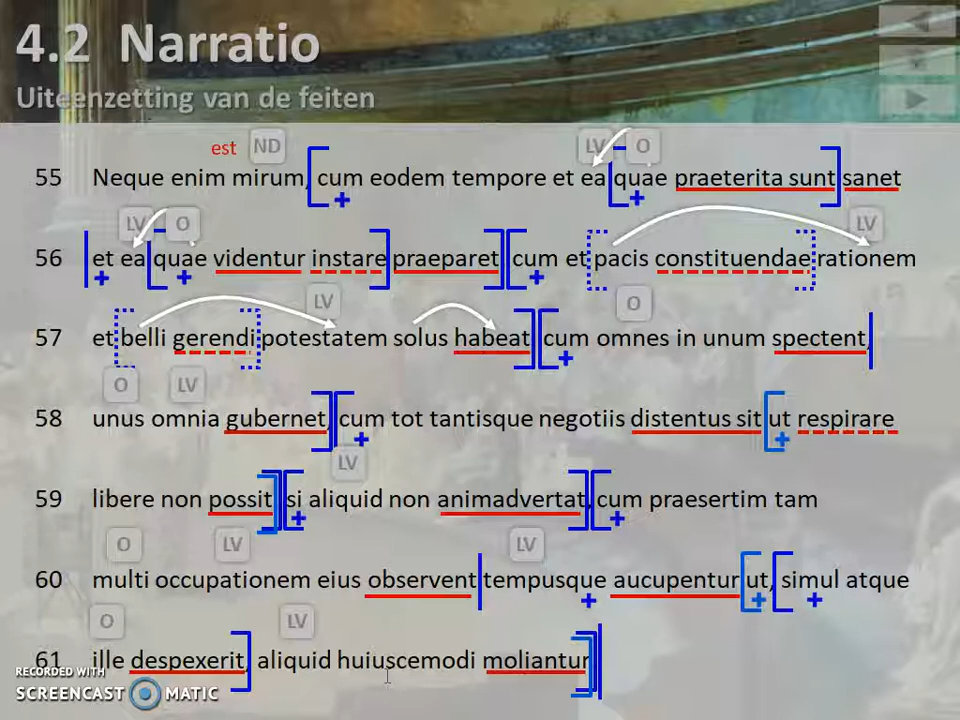 4.2 Narratio
Uiteenzetting van de feiten
est ND LV O
55 Neque enim mirum, cum eodem tempore et ea quae praeterita sunt sanet
+ +
LV O LV
56 et ea quae videntur instare praeparet, cum et pacis constituendae rationem
+ + +
LV O
57 et belli gerendi potestatem solus habeat, cum omnes in unum spectent,
+
O LV
58 unus omnia gubernet, cum tot tantisque negotiis distentus sit ut respirare
+ +
LV
59 libere non possit, si aliquid non animadvertat, cum praesertim tam
+ +
O LV LV
60 multi occupationem eius observent tempusque aucupentur ut, simul atque
+ + +
O LV
61 ille despexerit, aliquid huiuscemodi moliantur
RECORDED WITH
SCREENCAST MATIC